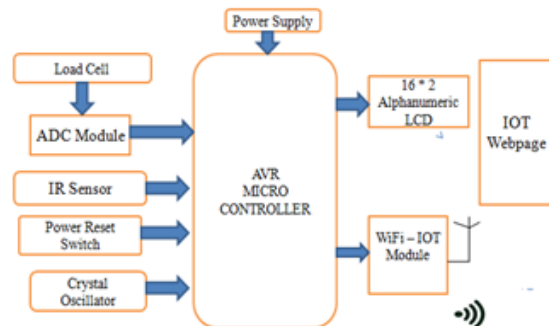 Power Supply
Load Cell
ADC Module
IR Sensor
Power Reset
Switch
Crystal
Oscillator
AVR
MICRO
CONTROLLER
16 * 2
Alphanumeric
LCD
WiFi – IOT
Module
IOT
Webpage